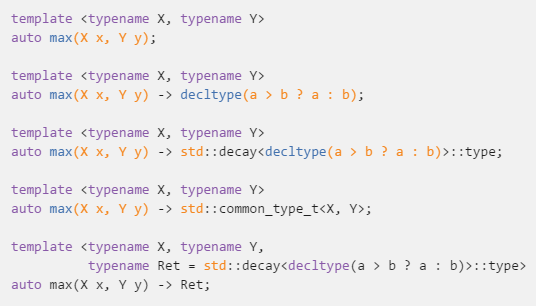 template <typename X, typename Y>
auto max(X x, Y y);
template <typename X, typename Y>
auto max(X x, Y y) -> decltype(a > b ? a : b);
template <typename X, typename Y>
auto max(X x, Y y) -> std::decay<decltype(a > b ? a : b)>::type;
template <typename X, typename Y>
auto max(X x, Y y) -> std::common_type_t<X, Y>;
template <typename X, typename Y,
          typename Ret = std::decay<decltype(a > b ? a : b)>::type>
auto max(X x, Y y) -> Ret;